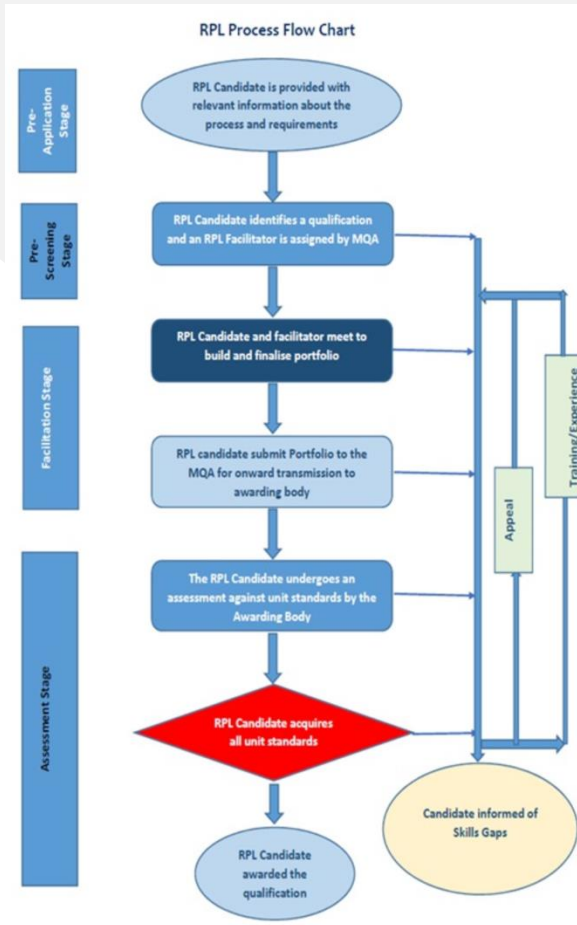 RPL Process Flow Chart
Pre-
Application
Stage
RPL Candidate is provided with
relevant information about the
process and requirements
Pre-
Screening
Stage
RPL Candidate identifies a qualification
and an RPL Facilitator is assigned by MQA
Facilitation Stage
RPL Candidate and facilitator meet to
build and finalise portfolio
RPL candidate submit Portfolio to the
MQA for onward transmission to
awarding body
Training/Experience
Appeal
Assessment Stage
The RPL Candidate undergoes an
assessment against unit standards by the
Awarding Body
RPL Candidate acquires
all unit standards
Candidate informed of
Skills Gaps
RPL Candidate
awarded the
qualification